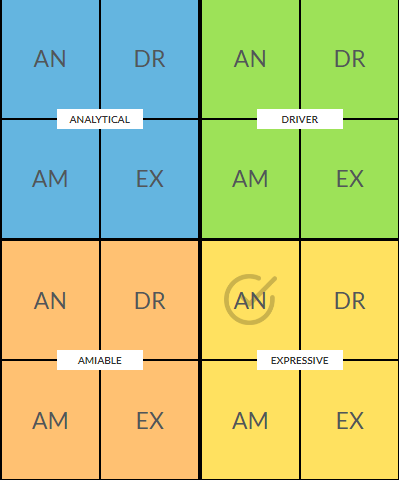 AN DR AN DR
ANALYTICAL DRIVER
AM EX AM EX
AN DR AN DR
AMIABLE EXPRESSIVE
AM EX AM EX